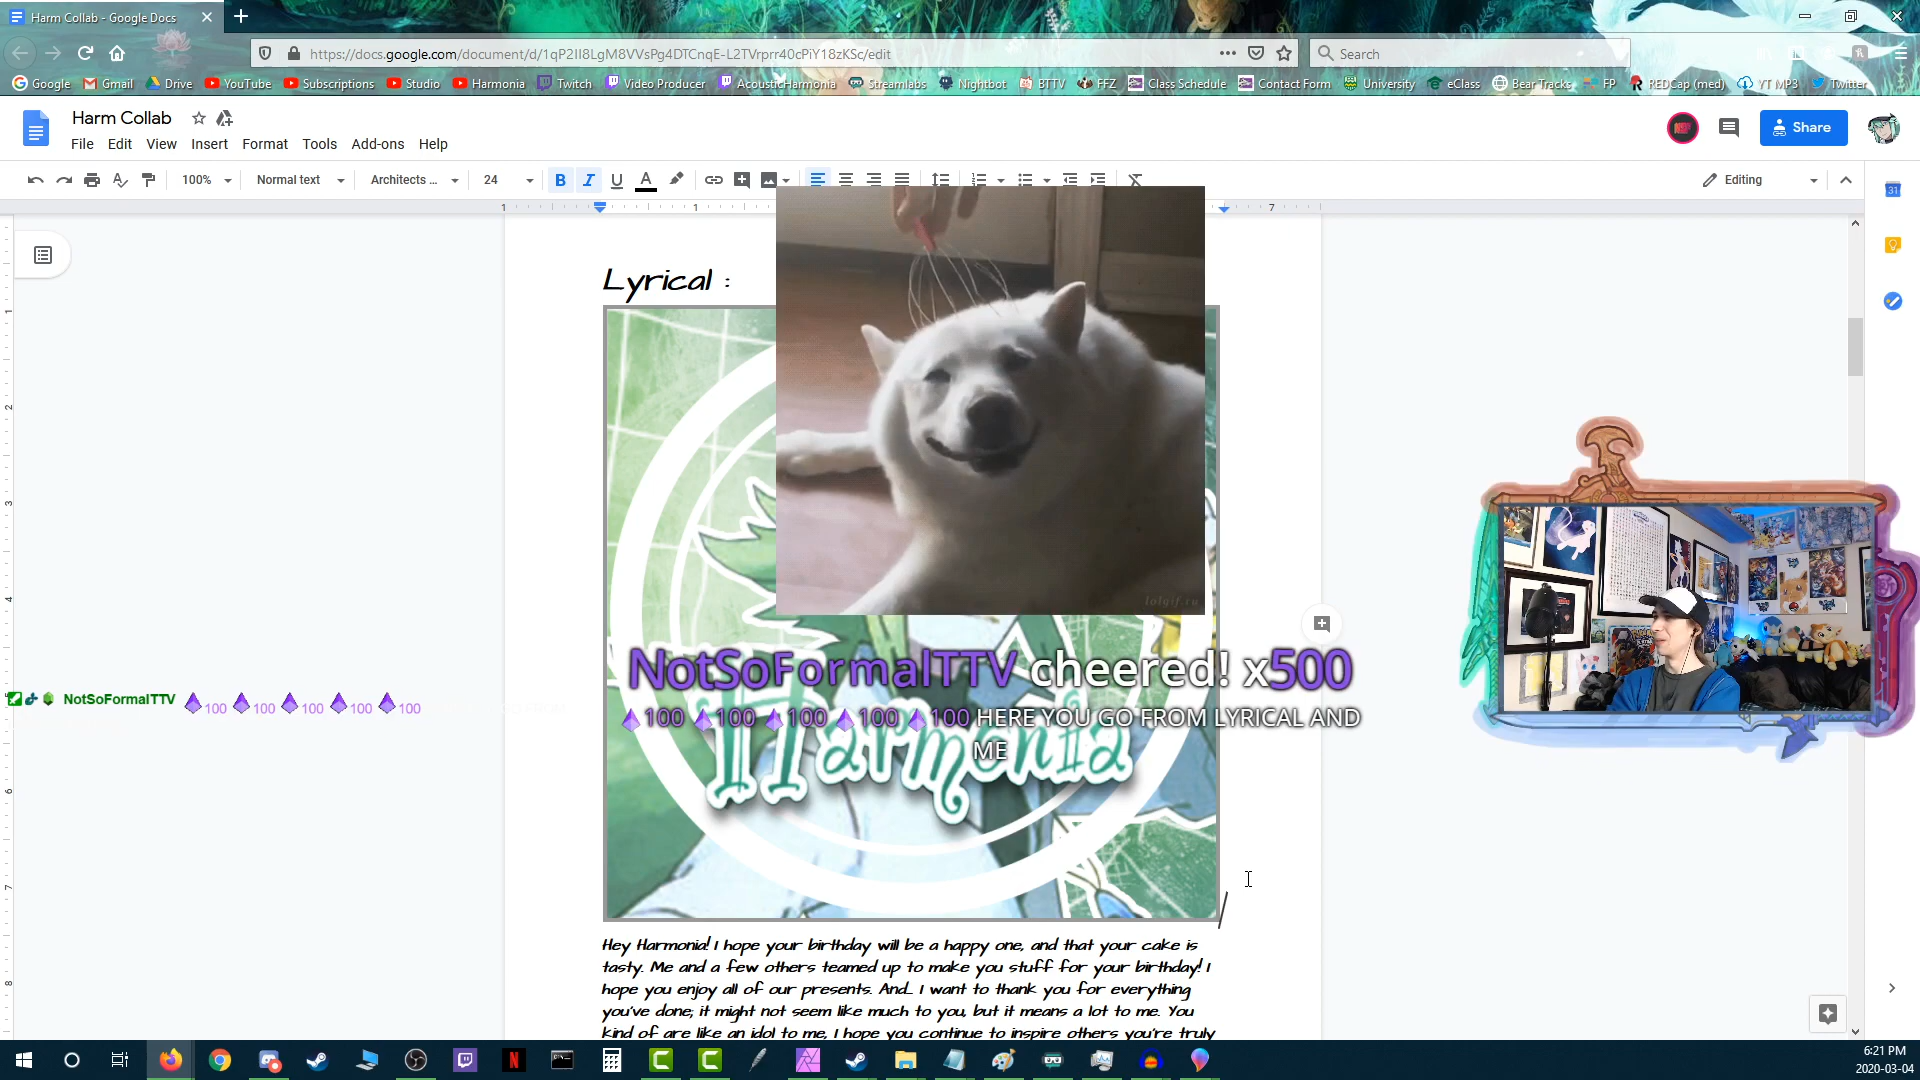 Harm Collab - Google Docs
https://docs.google.com/document/d/1qP2II8LgM8VVsPg4DTCnqE-L2TVrprr40cPiY18zKSc/edit
Search
Google Gmail Drive YouTube Subscriptions Studio Harmonia Twitch Video Producer AcousticHarmonia Streamlabs Nightbot BTTV FFZ Class Schedule Contact Form University eClass Bear Tracks FP REDCap (med) YT MP3 Twitter
Harm Collab
Share
File Edit View Insert Format Tools Add-ons Help
100% Normal text Architects ... 24 B I U A Editing
1 1 7
Lyrical :
lolgif.ru
NotSoFormalTTV cheered! x500
NotSoFormalTTV 100 100 100 100 100
100 100 100 100 100 HERE YOU GO FROM LYRICAL AND
ME
Harmonia
Hey Harmonia! I hope your birthday will be a happy one, and that your cake is
tasty. Me and a few others teamed up to make you stuff for your birthday! I
hope you enjoy all of our presents. And... I want to thank you for everything
you've done; it might not seem like much to you, but it means a lot to me. You
kind of are like an idol to me, I hope you continue to inspire others you're truly
6:21 PM
2020-03-04